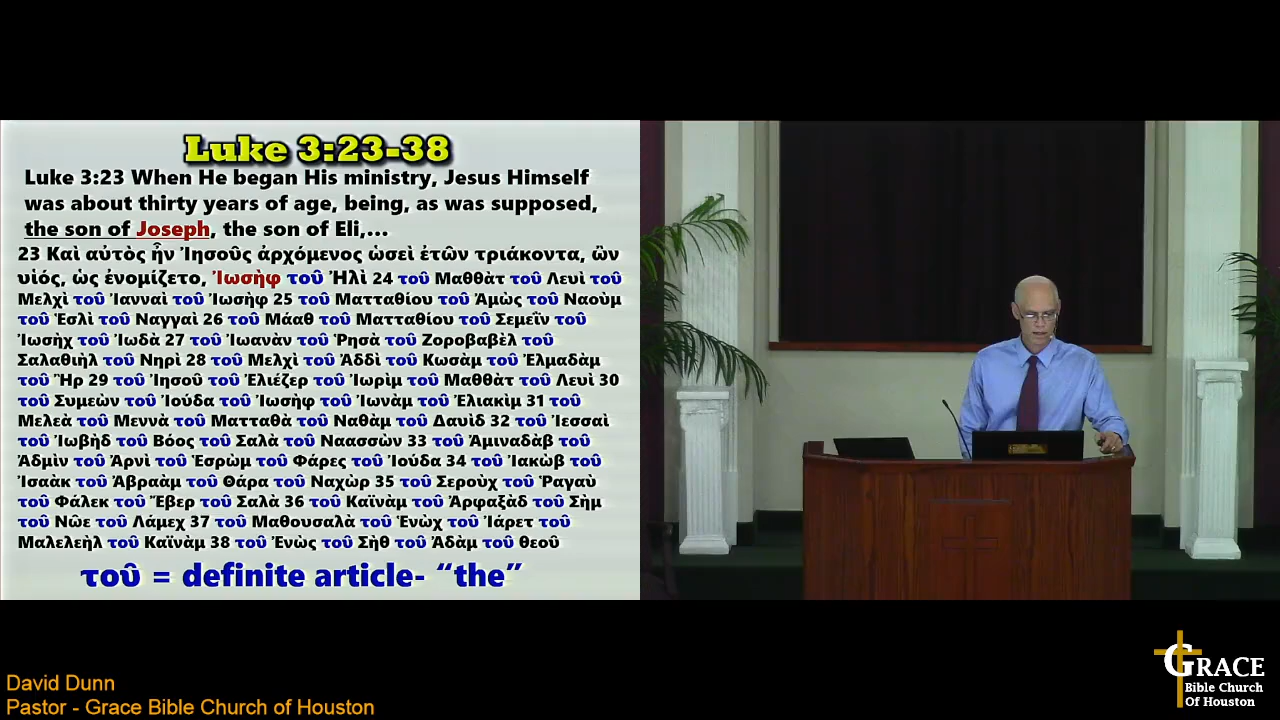 Luke 3:23-38
Luke 3:23 When He began His ministry, Jesus Himself
was about thirty years of age, being, as was supposed,
the son of Joseph, the son of Eli,...
23 Καὶ αὐτὸς ἦν Ἰησοῦς ἀρχόμενος ὡσεὶ ἐτῶν τριάκοντα, ὢν
υἱός, ὡς ἐνομίζετο, Ἰωσὴφ τοῦ Ἠλὶ 24 τοῦ Μαθθὰτ τοῦ Λευὶ τοῦ
Μελχὶ τοῦ Ἰανναὶ τοῦ Ἰωσὴφ 25 τοῦ Ματταθίου τοῦ Ἀμὼς τοῦ Ναοὺμ
τοῦ Ἑσλὶ τοῦ Ναγγαὶ 26 τοῦ Μάαθ τοῦ Ματταθίου τοῦ Σεμεῒν τοῦ
Ἰωσὴχ τοῦ Ἰωδὰ 27 τοῦ Ἰωανὰν τοῦ Ῥησὰ τοῦ Ζοροβαβὲλ τοῦ
Σαλαθιὴλ τοῦ Νηρὶ 28 τοῦ Μελχὶ τοῦ Ἀδδὶ τοῦ Κωσὰμ τοῦ Ἐλμαδὰμ
τοῦ Ἢρ 29 τοῦ Ἰησοῦ τοῦ Ἐλιέζερ τοῦ Ἰωρὶμ τοῦ Μαθθὰτ τοῦ Λευὶ 30
τοῦ Συμεὼν τοῦ Ἰούδα τοῦ Ἰωσὴφ τοῦ Ἰωνὰμ τοῦ Ἐλιακὶμ 31 τοῦ
Μελεὰ τοῦ Μεννὰ τοῦ Ματταθὰ τοῦ Ναθὰμ τοῦ Δαυὶδ 32 τοῦ Ἰεσσαὶ
τοῦ Ἰωβὴδ τοῦ Βόος τοῦ Σαλὰ τοῦ Ναασσὼν 33 τοῦ Ἀμιναδὰβ τοῦ
Ἀδμὶν τοῦ Ἀρνὶ τοῦ Ἑσρὼμ τοῦ Φάρες τοῦ Ἰούδα 34 τοῦ Ἰακὼβ τοῦ
Ἰσαὰκ τοῦ Ἀβραὰμ τοῦ Θάρα τοῦ Ναχὼρ 35 τοῦ Σεροὺχ τοῦ Ῥαγαὺ
τοῦ Φάλεκ τοῦ Ἔβερ τοῦ Σαλὰ 36 τοῦ Καϊνὰμ τοῦ Ἀρφαξὰδ τοῦ Σὴμ
τοῦ Νῶε τοῦ Λάμεχ 37 τοῦ Μαθουσαλὰ τοῦ Ἑνὼχ τοῦ Ἰάρετ τοῦ
Μαλελεὴλ τοῦ Καϊνὰμ 38 τοῦ Ἐνὼς τοῦ Σὴθ τοῦ Ἀδὰμ τοῦ θεοῦ
τοῦ = definite article- “the”
David Dunn
Pastor - Grace Bible Church of Houston
GRACE
Bible Church
Of Houston